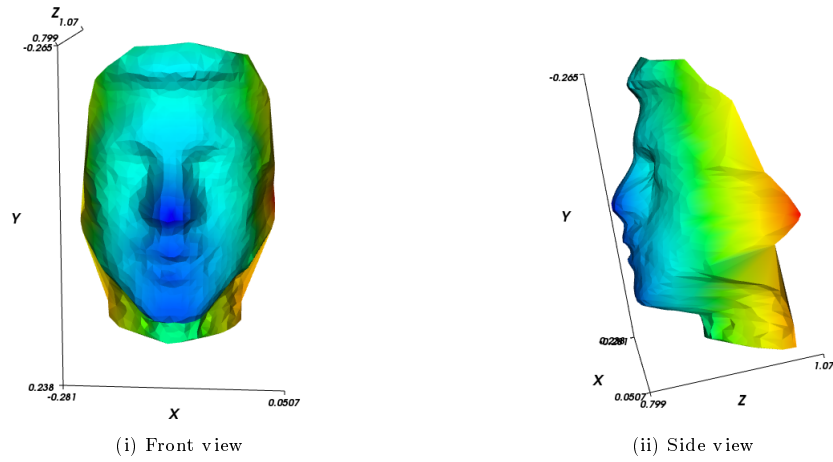 Z
1.07
0.799
-0.265
Y
0.238
-0.281
X
0.0507
(i) Front view
-0.265
Y
X
0.0507
0.799
Z
1.07
(ii) Side view